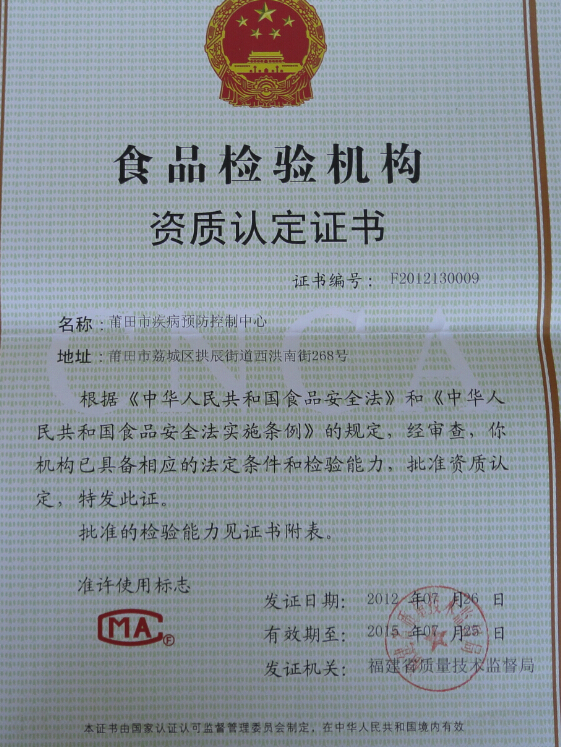 食品检验机构
资质认定证书
证书编号： F2012130009
名称：莆田市疾病预防控制中心
地址：莆田市荔城区拱辰街道西洪南街268号
CNCA
根据《中华人民共和国食品安全法》和《中华人
民共和国食品安全法实施条例》的规定，经审查，你
机构已具备相应的法定条件和检验能力，批准资质认
定，特发此证。
批准的检验能力见证书附表。
准许使用标志
CMA®
发证日期： 2012 年07 月26 日
有效期至： 2015 年07 月25 日
发证机关： 福建省质量技术监督局
本证书由国家认证认可监督管理委员会制定，在中华人民共和国境内有效